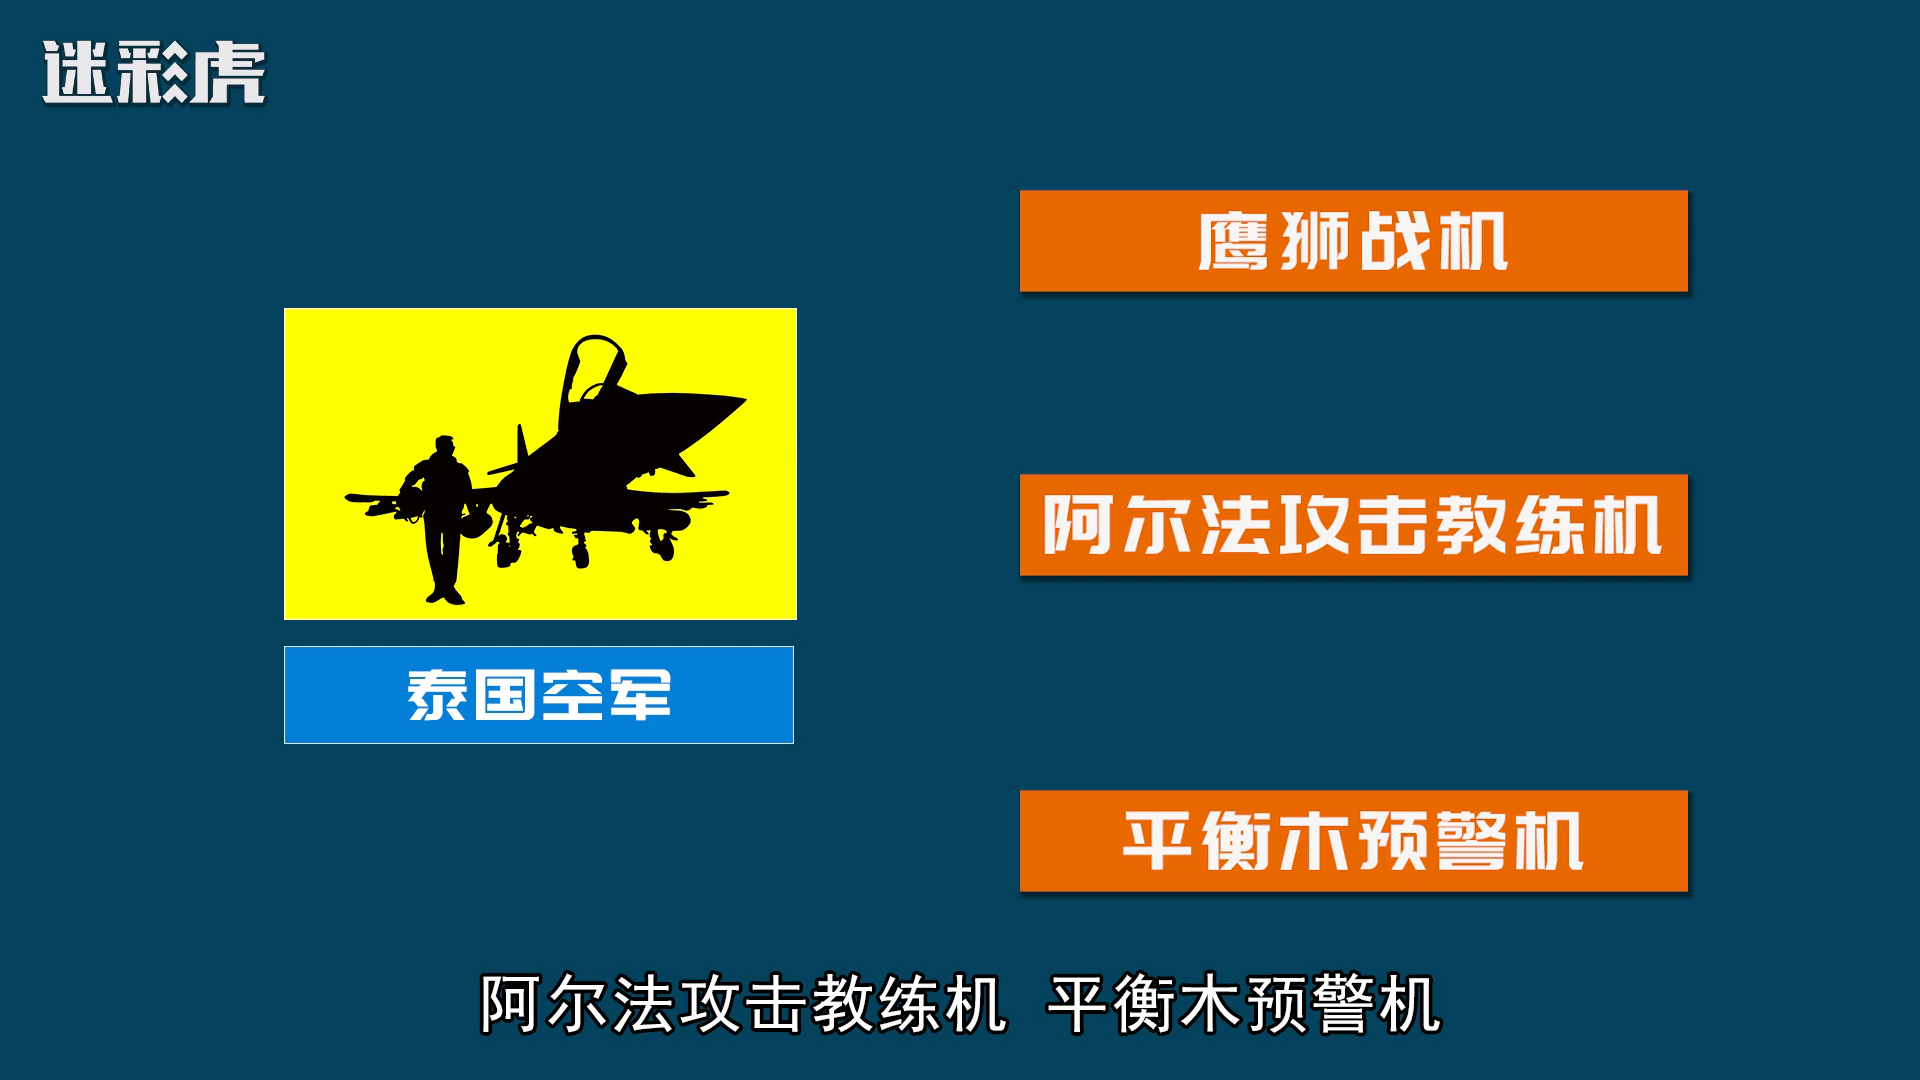 迷彩虎
鹰狮战机
阿尔法攻击教练机
泰国空军
平衡木预警机
阿尔法攻击教练机 平衡木预警机